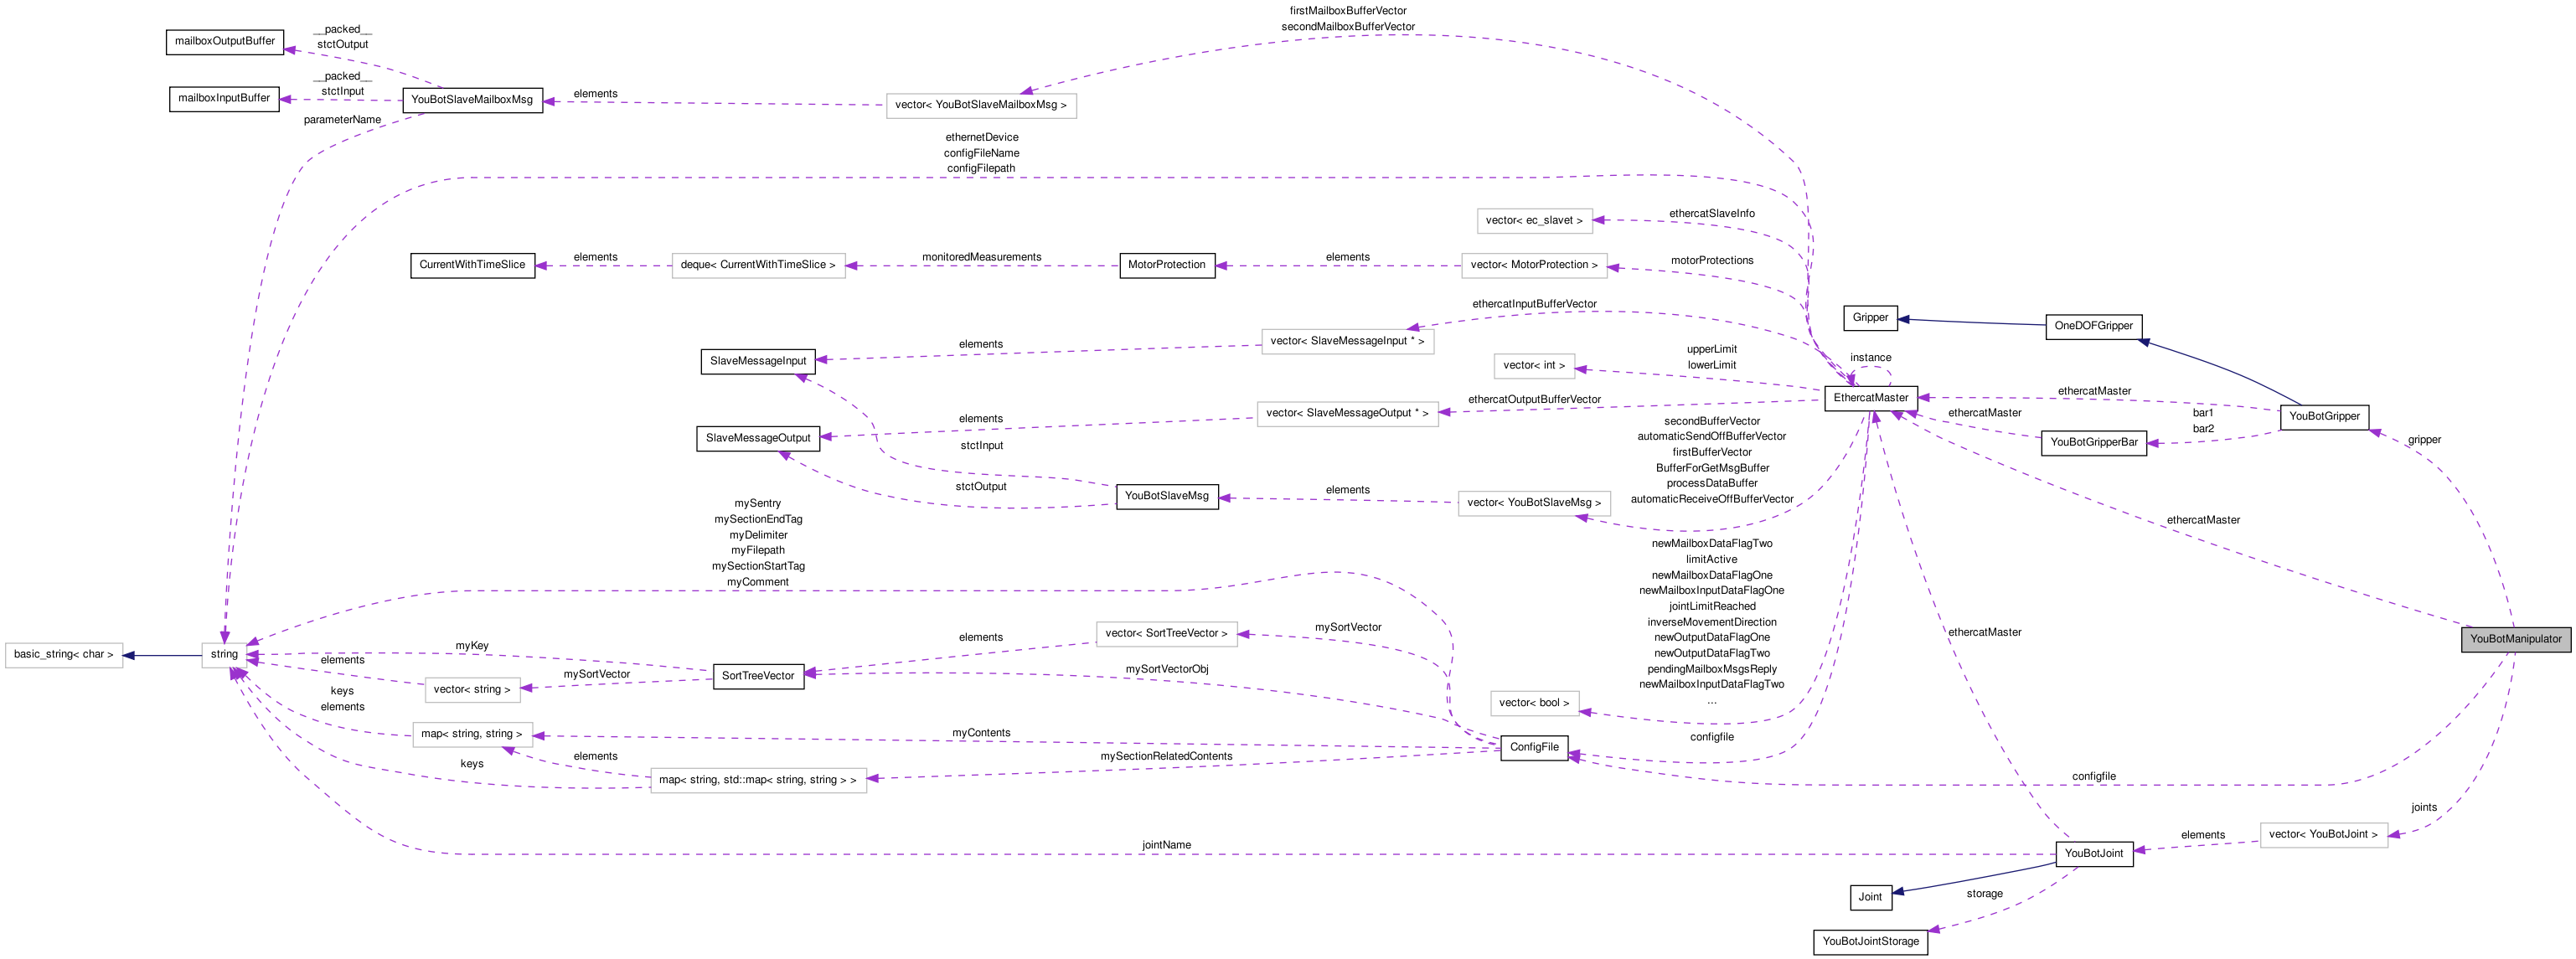 firstMailboxBufferVector
secondMailboxBufferVector
mailboxOutputBuffer
__packed__
stctOutput
mailboxInputBuffer
__packed__
stctInput
YouBotSlaveMailboxMsg
elements
vector< YouBotSlaveMailboxMsg >
parameterName
ethernetDevice
configFileName
configFilepath
vector< ec_slavet >
ethercatSlaveInfo
CurrentWithTimeSlice
elements
deque< CurrentWithTimeSlice >
monitoredMeasurements
MotorProtection
elements
vector< MotorProtection >
motorProtections
ethercatInputBufferVector
Gripper
OneDOFGripper
SlaveMessageInput
elements
vector< SlaveMessageInput * >
vector< int >
upperLimit
lowerLimit
instance
EthercatMaster
ethercatMaster
ethercatMaster
bar1
bar2
YouBotGripper
YouBotGripperBar
gripper
SlaveMessageOutput
elements
vector< SlaveMessageOutput * >
ethercatOutputBufferVector
stctInput
stctOutput
YouBotSlaveMsg
elements
vector< YouBotSlaveMsg >
secondBufferVector
automaticSendOffBufferVector
firstBufferVector
BufferForGetMsgBuffer
processDataBuffer
automaticReceiveOffBufferVector
ethercatMaster
mySentry
mySectionEndTag
myDelimiter
myFilepath
mySectionStartTag
myComment
newMailboxDataFlagTwo
limitActive
newMailboxDataFlagOne
newMailboxInputDataFlagOne
jointLimitReached
inverseMovementDirection
newOutputDataFlagOne
newOutputDataFlagTwo
pendingMailboxMsgsReply
newMailboxInputDataFlagTwo
...
ethercatMaster
YouBotManipulator
basic_string< char >
string
myKey
elements
vector< string >
mySortVector
SortTreeVector
elements
vector< SortTreeVector >
mySortVector
mySortVectorObj
vector< bool >
keys
elements
map< string, string >
myContents
ConfigFile
configfile
keys
elements
map< string, std::map< string, string > >
mySectionRelatedContents
configfile
joints
vector< YouBotJoint >
elements
YouBotJoint
jointName
Joint
storage
YouBotJointStorage